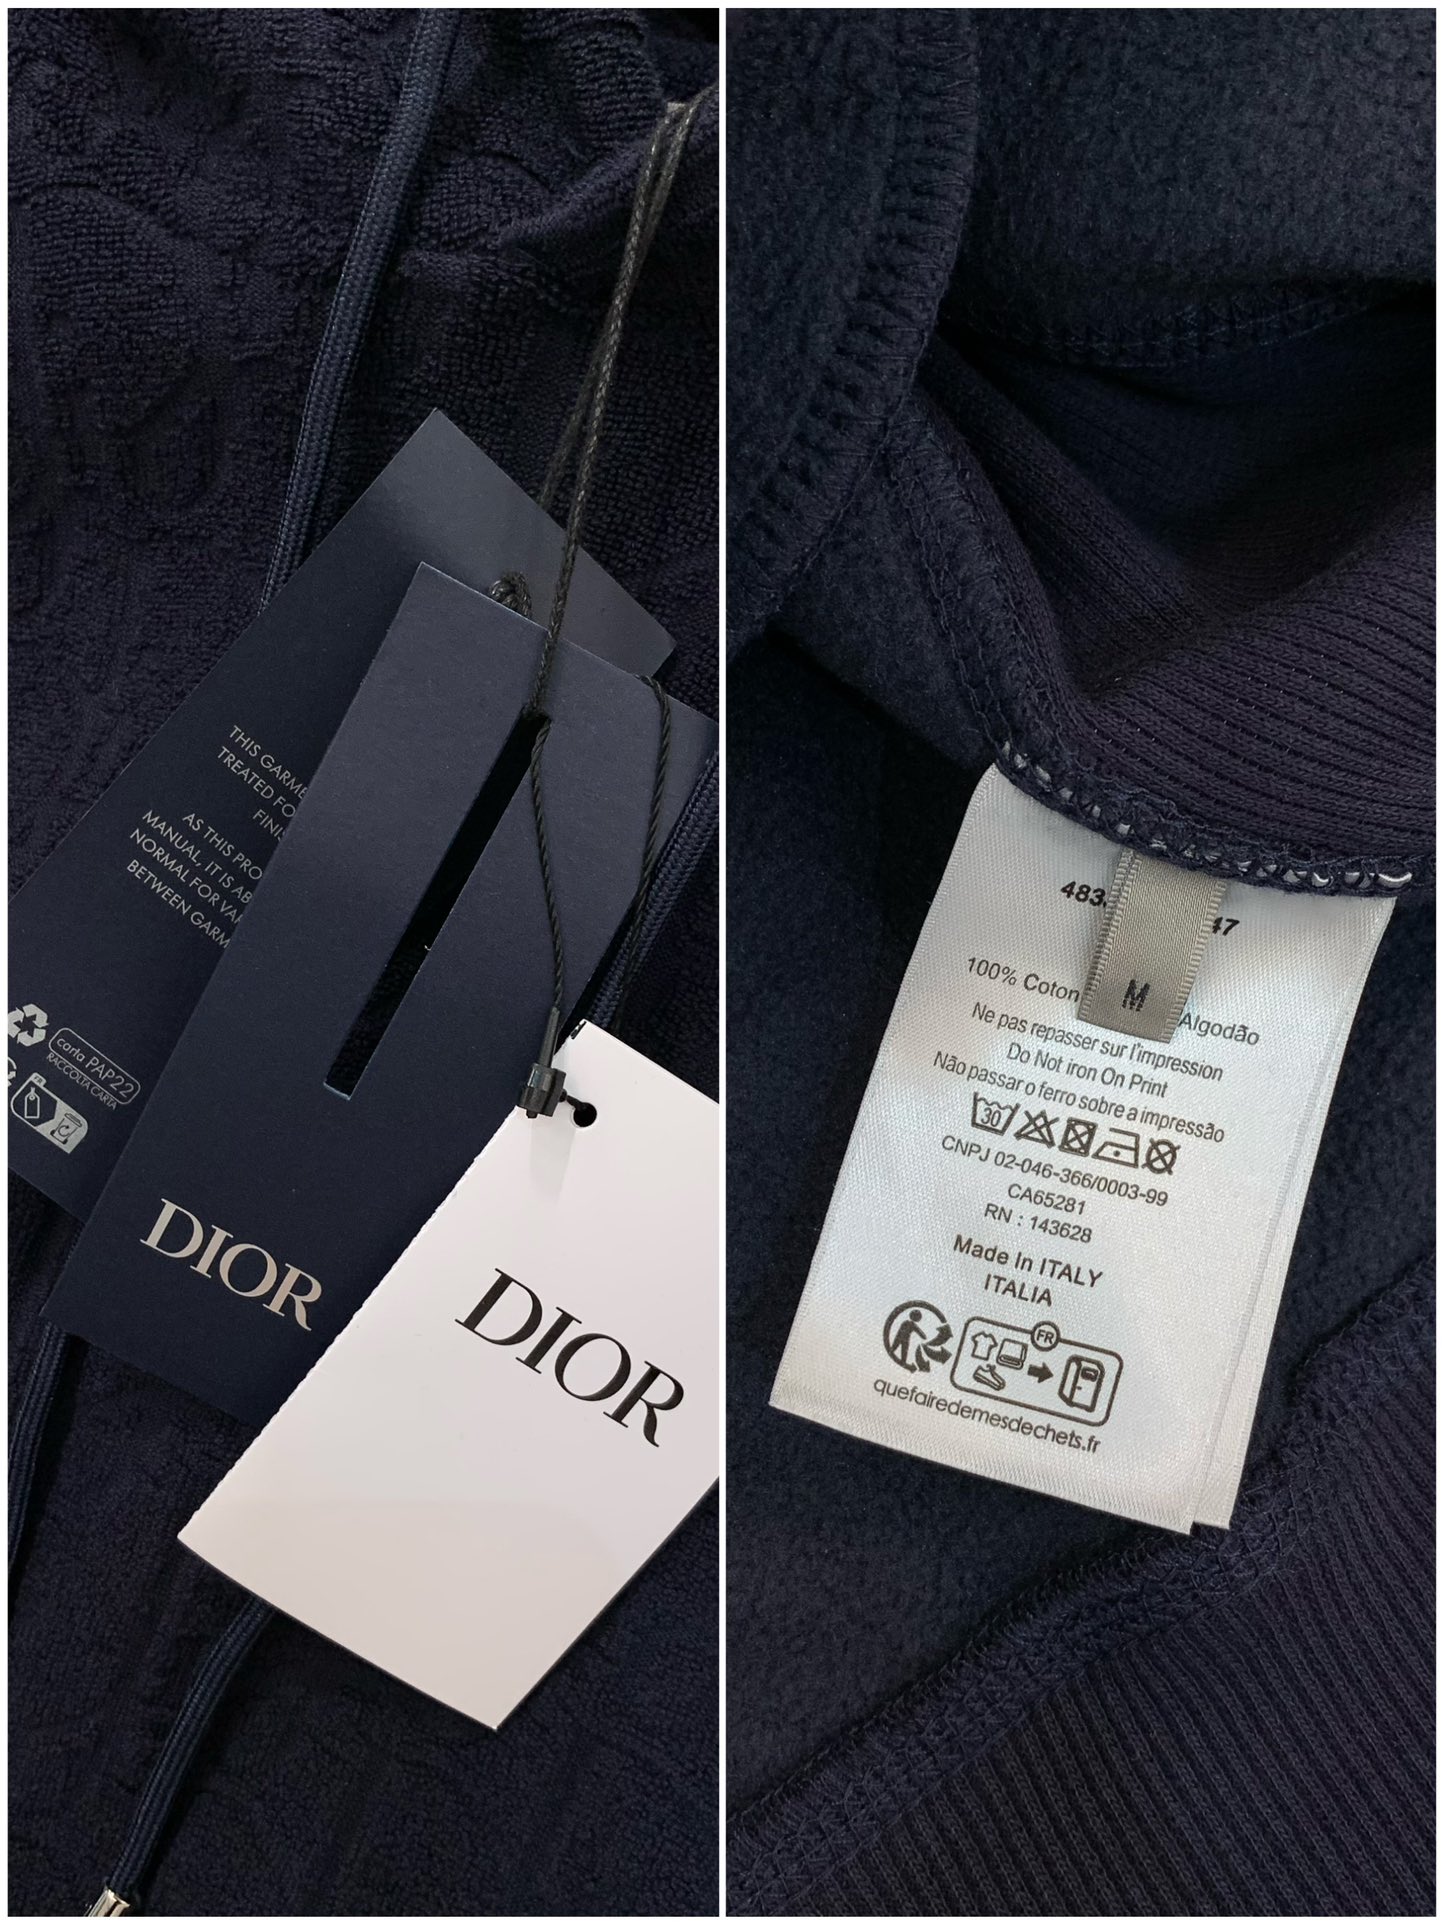 THIS GARME
TREATED FO
FINI
AS THIS PRO
MANUAL, IT IS AB
NORMAL FOR VA
BETWEEN GARM
carta PAP22
RACCOLTA CARTA
FR
DIOR
DIOR
483
47
M
100% Coton
Algodão
Ne pas repasser sur l'impression
Do Not iron On Print
Não passar o ferro sobre a impressão
30
CNPJ 02-046-366/0003-99
CA65281
RN : 143628
Made In ITALY
ITALIA
FR
quefairedemesdechets.fr